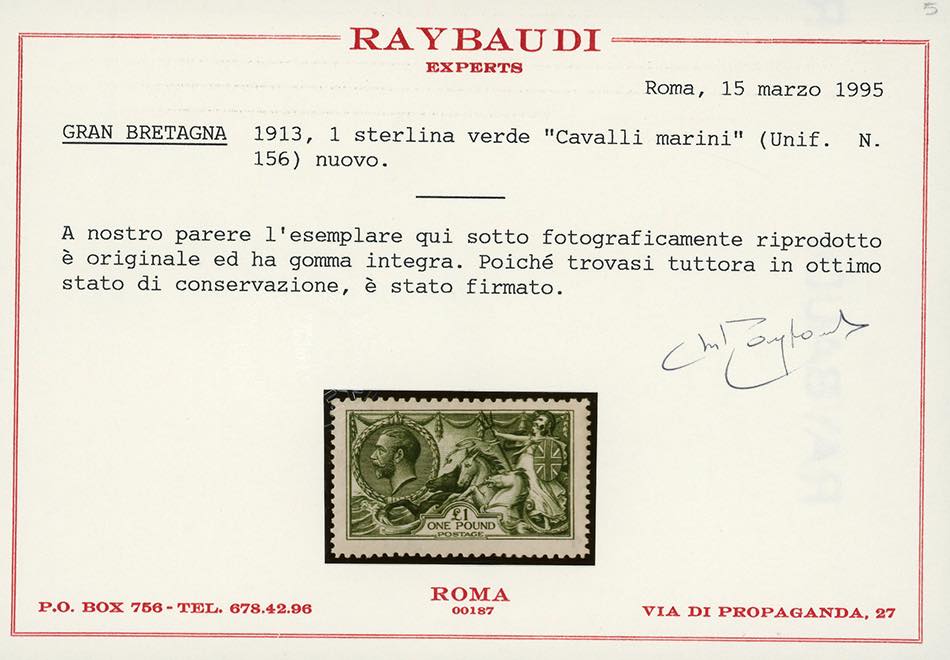 5
RAYBAUDI
EXPERTS
Roma, 15 marzo 1995
GRAN BRETAGNA 1913, 1 sterlina verde "Cavalli marini" (Unif. N.
156) nuovo.
A nostro parere l'esemplare qui sotto fotograficamente riprodotto
è originale ed ha gomma integra. Poiché trovasi tuttora in ottimo
stato di conservazione, è stato firmato.
£1
ONE POUND
POSTAGE
P.O. BOX 756 - TEL. 678.42.96
ROMA
00187
VIA DI PROPAGANDA, 27